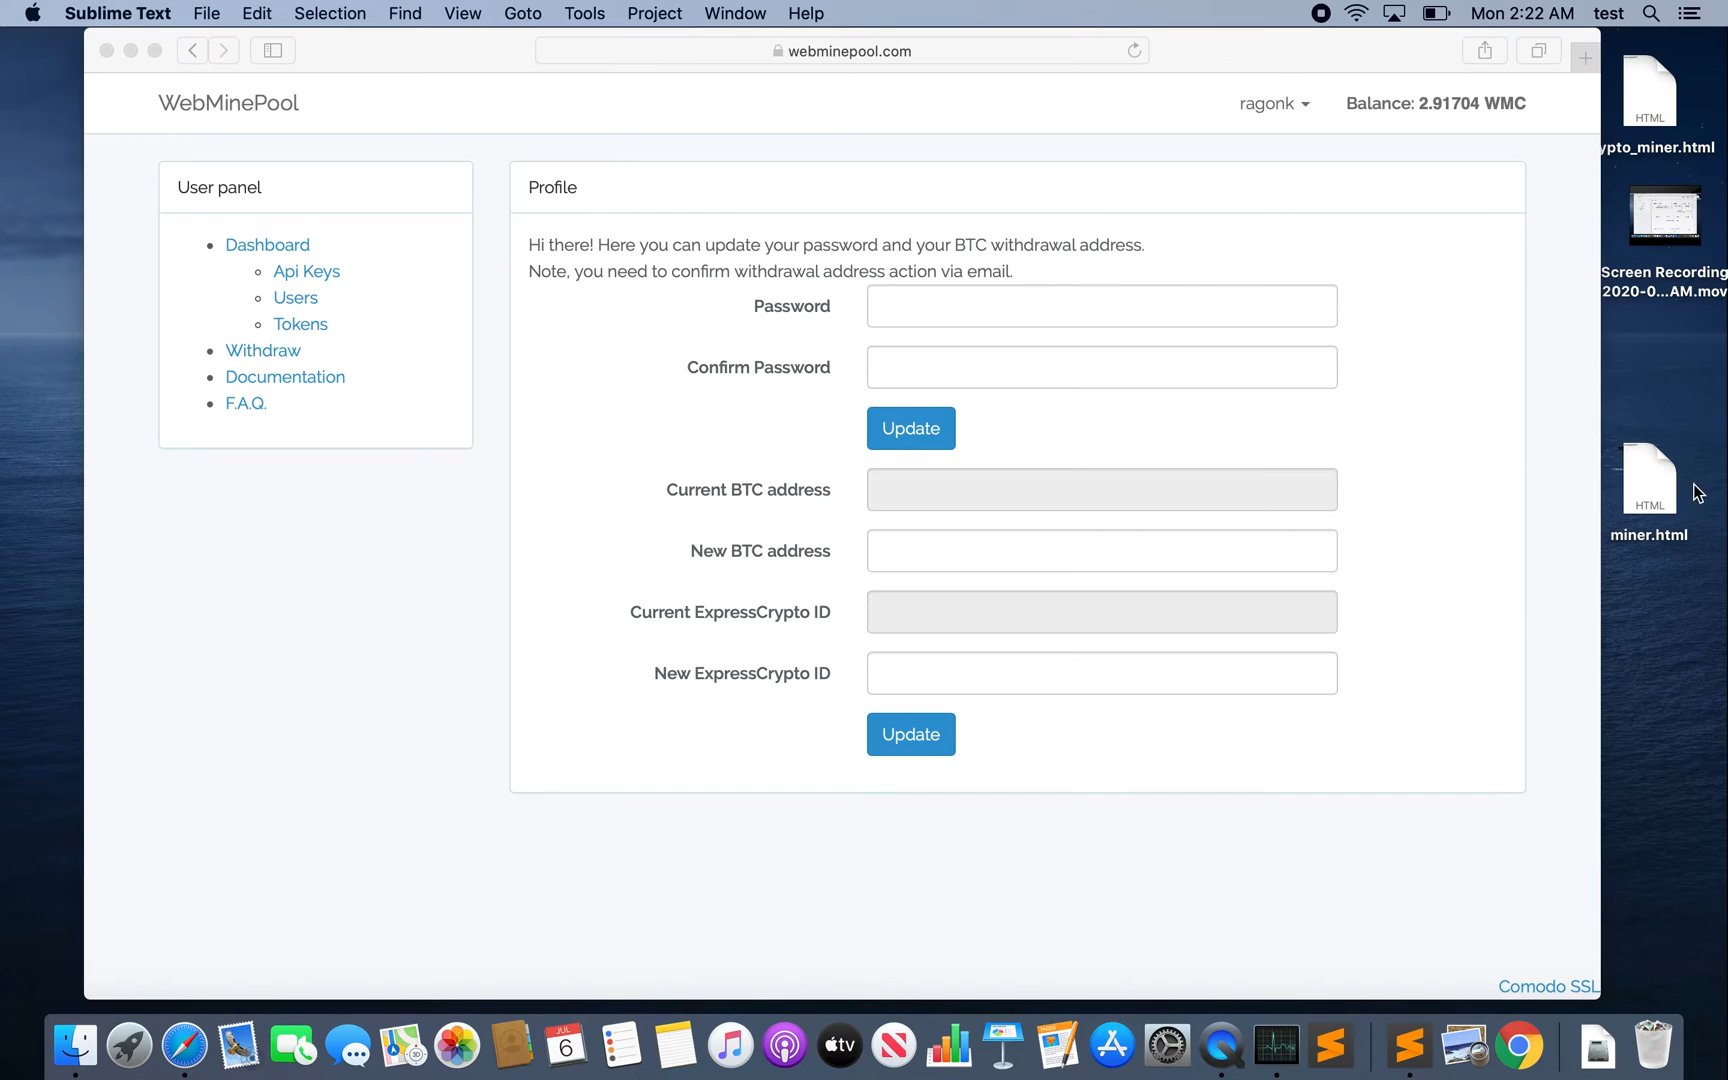 Sublime Text File Edit Selection Find View Goto Tools Project Window Help Mon 2:22 AM test
webminepool.com
WebMinePool
ragonk
Balance: 2.91704 WMC
User panel
Dashboard
Api Keys
Users
Tokens
Withdraw
Documentation
F.A.Q.
Profile
Hi there! Here you can update your password and your BTC withdrawal address.
Note, you need to confirm withdrawal address action via email.
Password
Confirm Password
Update
Current BTC address
New BTC address
Current ExpressCrypto ID
New ExpressCrypto ID
Update
Comodo SSL
HTML
ypto_miner.html
Screen Recording
2020-0...AM.mov
HTML
miner.html
JUL
6
3D
tv